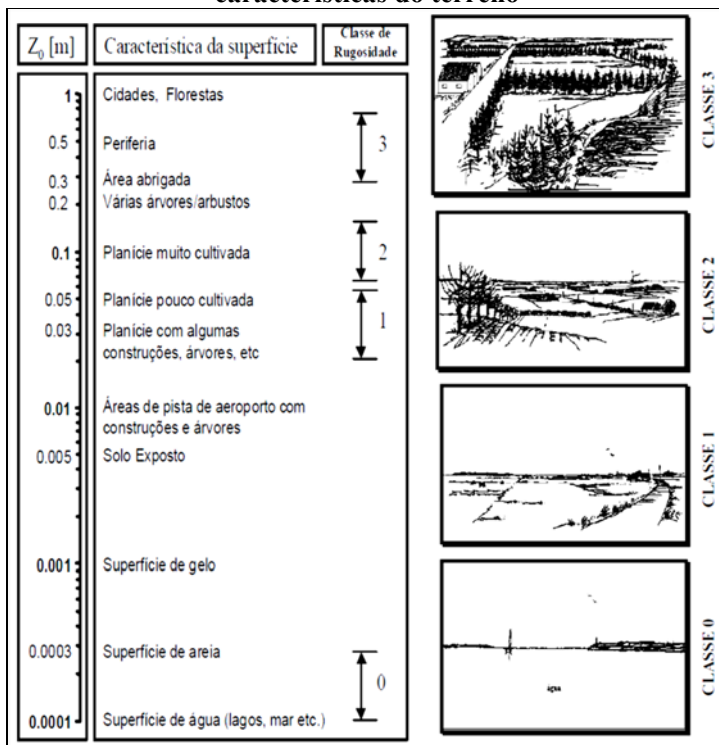 características do terreno
Z₀ [m] Característica da superfície Classe de
Rugosidade
1 Cidades, Florestas
0.5 Periferia
3
0.3 Área abrigada
0.2 Várias árvores/arbustos
0.1 Planície muito cultivada
2
0.05 Planície pouco cultivada
1
0.03 Planície com algumas
construções, árvores, etc
0.01 Áreas de pista de aeroporto com
construções e árvores
0.005 Solo Exposto
0.001 Superfície de gelo
0.0003 Superfície de areia
0
0.0001 Superfície de água (lagos, mar etc.)
CLASSE 3
CLASSE 2
CLASSE 1
CLASSE 0
água